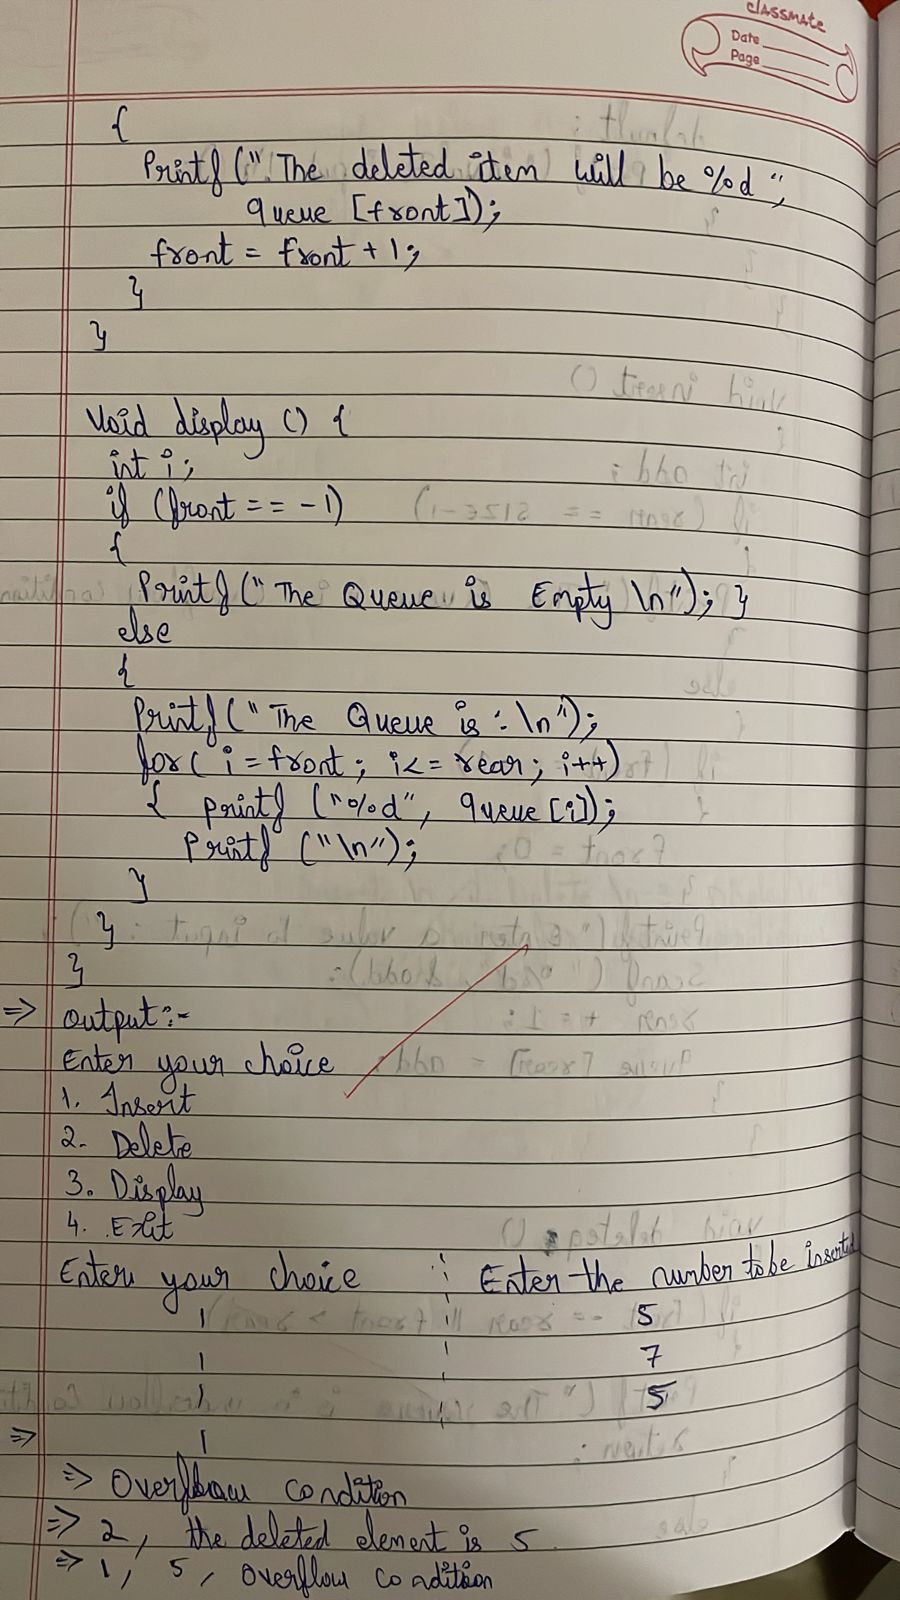 classmate
Date
Page
{
Printf (" The deleted item will be %d ",
queue [front]);
front = front + 1;
}
}
Void display () {
int i;
if (front == -1)
{
Printf (" The Queue is Empty \n"); }
else
{
Printf (" The Queue is : \n");
for( i = front; i<= rear; i++)
{ printf ("%d", queue [i]);
Printf ("\n");
}
}
}
=> Output:-
Enter your choice
1. Insert
2. Delete
3. Display
4. Exit
Enter your choice Enter the number to be inserted
1 5
1 7
1 5
=> 1
=> Overflow condition
=> 2, the deleted element is 5
=> 1, 5, overflow condition